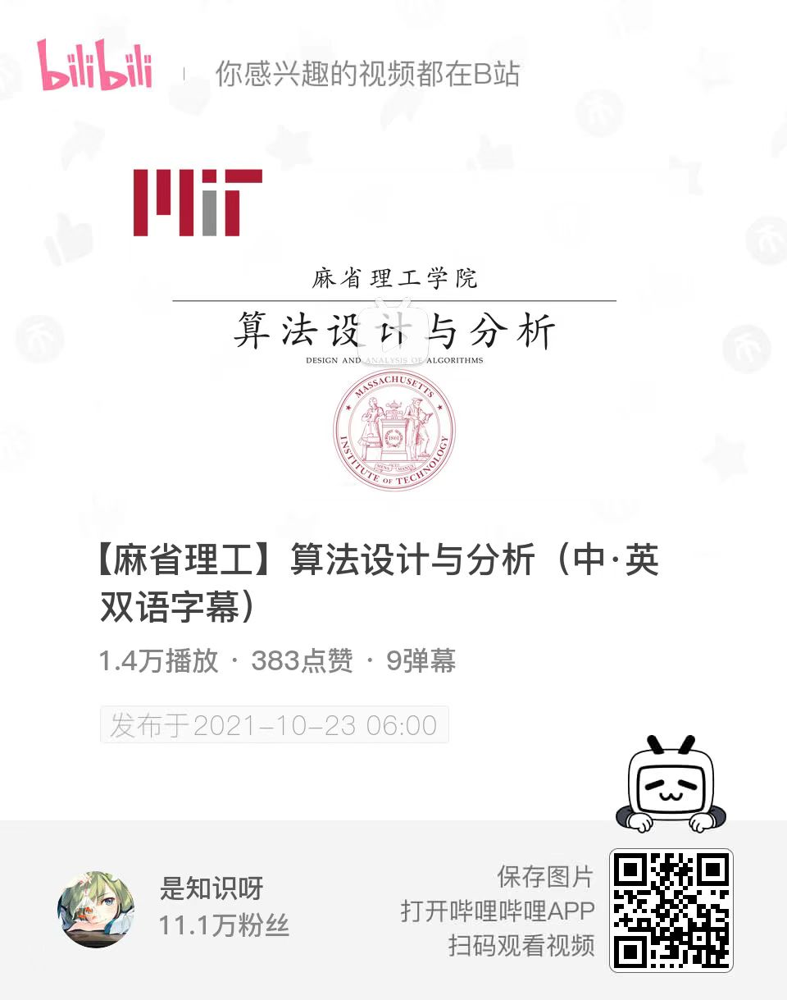 bilibili
你感兴趣的视频都在B站
MIT
麻省理工学院
算法设计与分析
DESIGN AND ANALYSIS OF ALGORITHMS
MASSACHUSETTS
INSTITUTE OF TECHNOLOGY
1861
【麻省理工】算法设计与分析（中·英
双语字幕）
1.4万播放 · 383点赞 · 9弹幕
发布于2021-10-23 06:00
是知识呀
11.1万粉丝
保存图片
打开哔哩哔哩APP
扫码观看视频